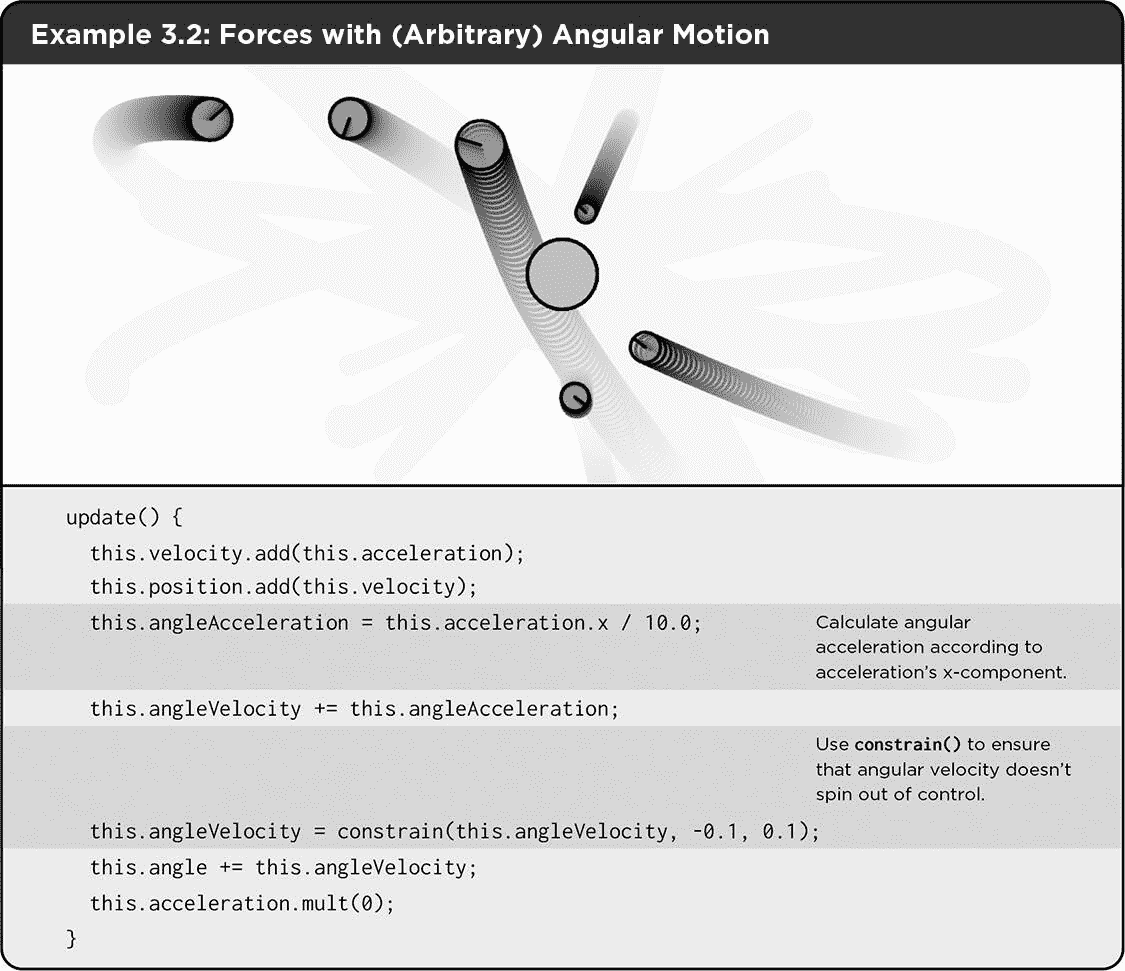 Example 3.2: Forces with (Arbitrary) Angular Motion
update() {
this.velocity.add(this.acceleration);
this.position.add(this.velocity);
this.angleAcceleration = this.acceleration.x / 10.0;
Calculate angular
acceleration according to
acceleration’s x-component.
this.angleVelocity += this.angleAcceleration;
Use constrain() to ensure
that angular velocity doesn’t
spin out of control.
this.angleVelocity = constrain(this.angleVelocity, -0.1, 0.1);
this.angle += this.angleVelocity;
this.acceleration.mult(0);
}